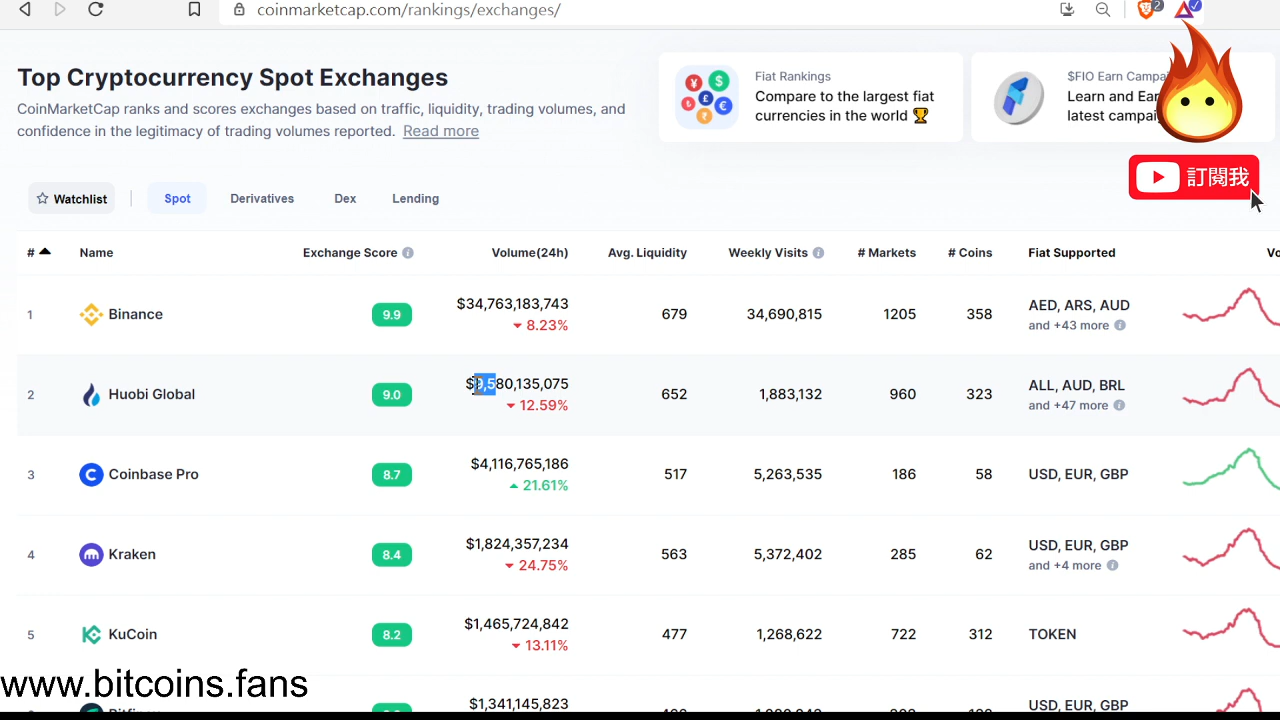 coinmarketcap.com/rankings/exchanges/
2
Top Cryptocurrency Spot Exchanges
CoinMarketCap ranks and scores exchanges based on traffic, liquidity, trading volumes, and
confidence in the legitimacy of trading volumes reported. Read more
Fiat Rankings
Compare to the largest fiat
currencies in the world 🏆
$FIO Earn
Learn and
latest
訂閱我
Watchlist
Spot Derivatives Dex Lending
# Name Exchange Score Volume(24h) Avg. Liquidity Weekly Visits # Markets # Coins Fiat Supported
1 Binance 9.9 $34,763,183,743 679 34,690,815 1205 358 AED, ARS, AUD
8.23% and +43 more
2 Huobi Global 9.0 $9,580,135,075 652 1,883,132 960 323 ALL, AUD, BRL
12.59% and +47 more
3 Coinbase Pro 8.7 $4,116,765,186 517 5,263,535 186 58 USD, EUR, GBP
21.61%
4 Kraken 8.4 $1,824,357,234 563 5,372,402 285 62 USD, EUR, GBP
24.75% and +4 more
5 KuCoin 8.2 $1,465,724,842 477 1,268,622 722 312 TOKEN
13.11%
www.bitcoins.fans
$1,341,145,823 USD, EUR, GBP